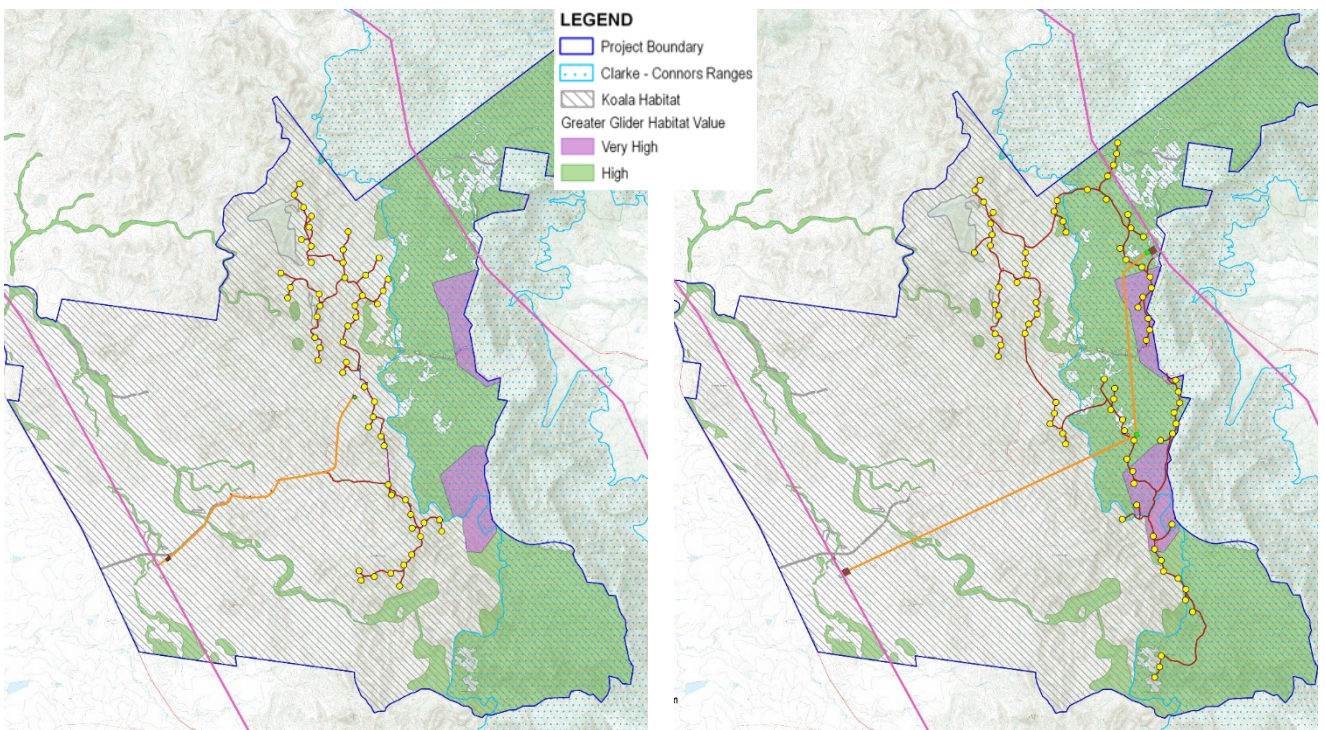 LEGEND
Project Boundary
Clarke - Connors Ranges
Koala Habitat
Greater Glider Habitat Value
Very High
High